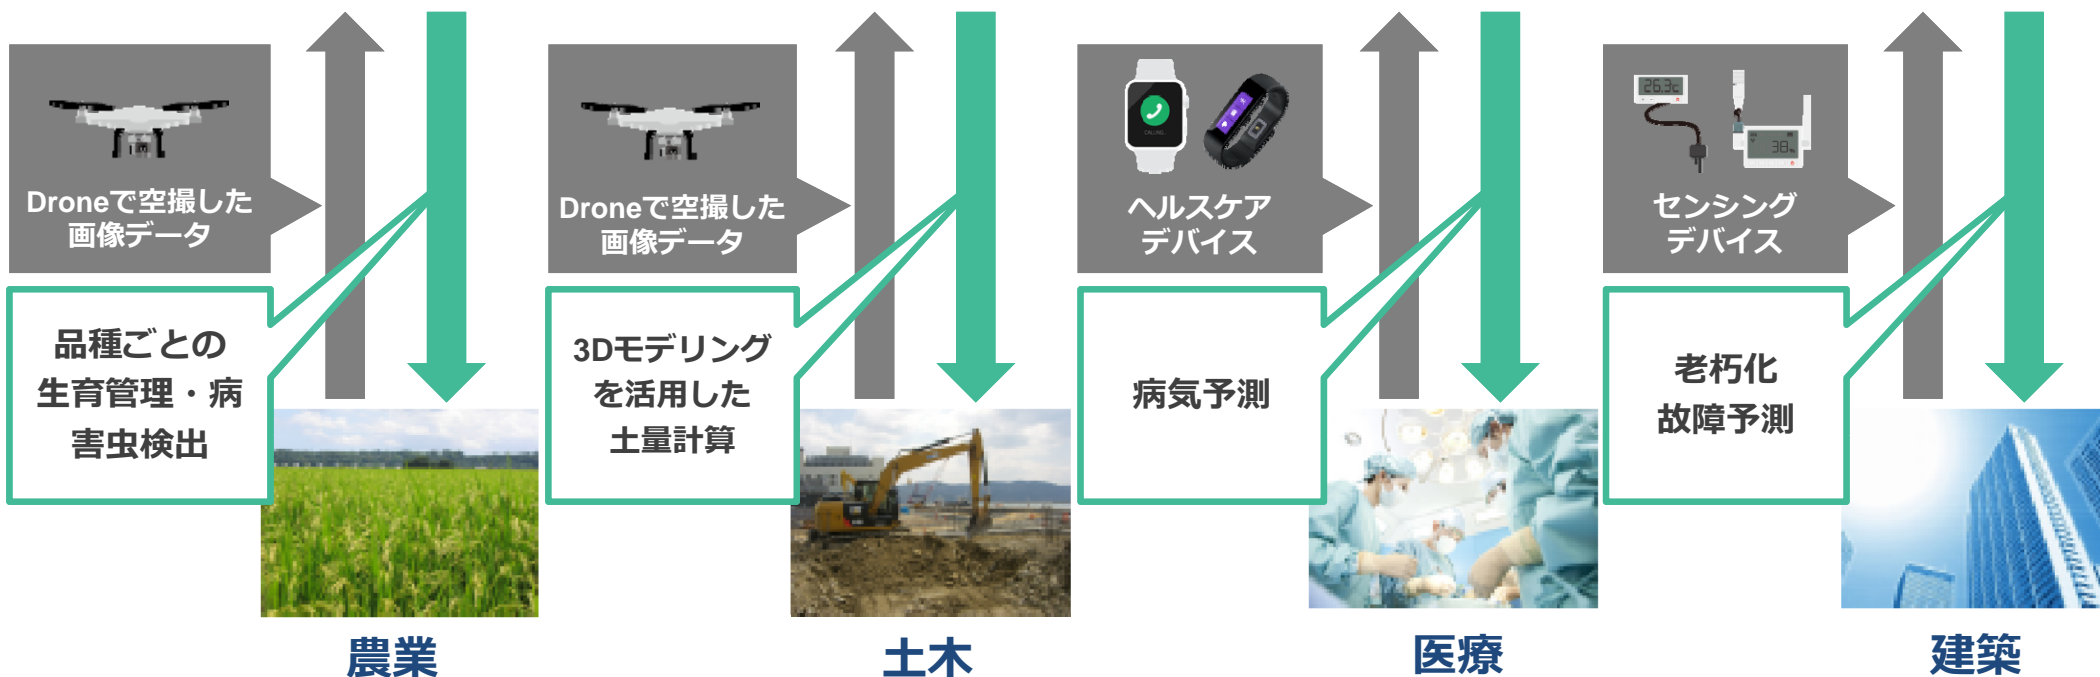 Droneで空撮した
画像データ
Droneで空撮した
画像データ
CALLING...
ヘルスケア
デバイス
26.3c
38
センシング
デバイス
品種ごとの
生育管理・病
害虫検出
3Dモデリング
を活用した
土量計算
病気予測
老朽化
故障予測
農業
土木
医療
建築